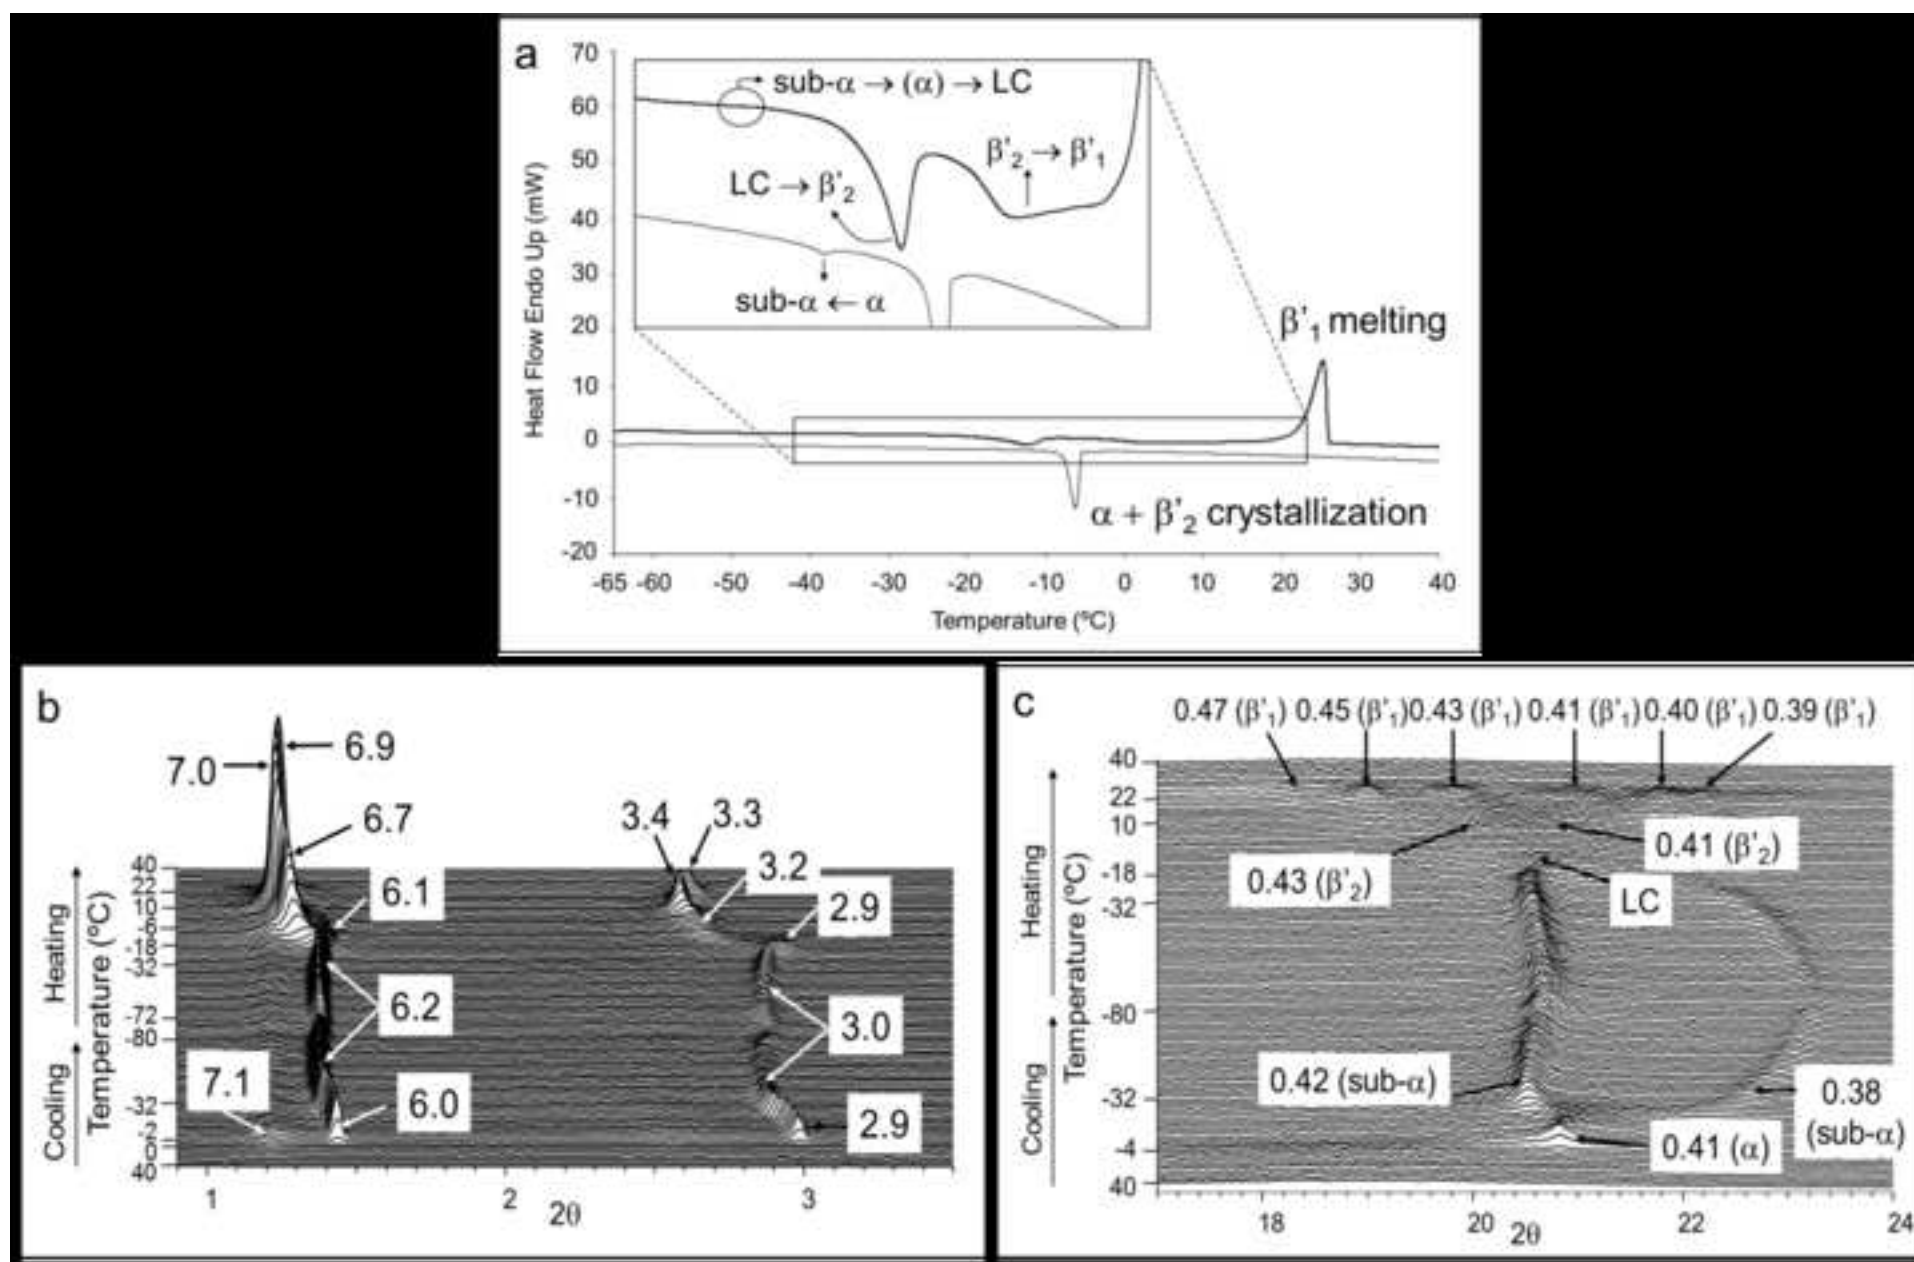 a
70
60
50
40
30
20
10
0
-10
-20
Heat Flow Endo Up (mW)
sub-α → (α) → LC
β'2 → β'1
LC → β'2
sub-α ← α
β'1 melting
α + β'2 crystallization
-65 -60 -50 -40 -30 -20 -10 0 10 20 30 40
Temperature (ºC)
b
7.0
6.9
6.7
6.1
6.2
7.1
6.0
3.4
3.3
3.2
2.9
3.0
2.9
Heating
Cooling
Temperature (ºC)
40
22
10
-6
-18
-32
-72
-80
-32
-2
0
40
1 2 3
2θ
c
0.47 (β'1) 0.45 (β'1) 0.43 (β'1) 0.41 (β'1) 0.40 (β'1) 0.39 (β'1)
0.43 (β'2)
0.41 (β'2)
LC
0.42 (sub-α)
0.38
(sub-α)
0.41 (α)
Heating
Cooling
Temperature (ºC)
40
22
10
-18
-32
-80
-32
-4
40
18 20 22 24
2θ